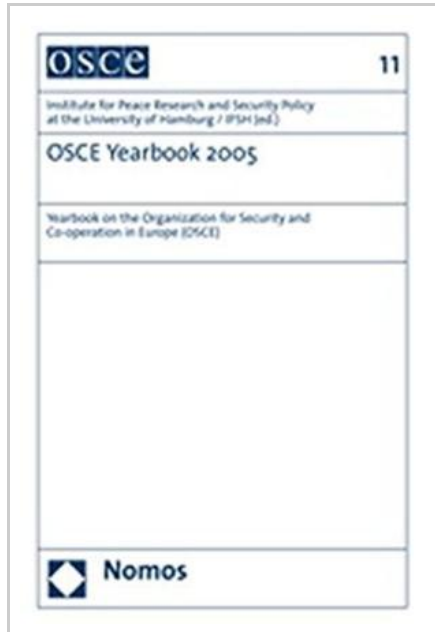 osce
11
Institute for Peace Research and Security Policy
at the University of Hamburg / IFSH (ed.)
OSCE Yearbook 2005
Yearbook on the Organization for Security and
Co-operation in Europe (OSCE)
Nomos